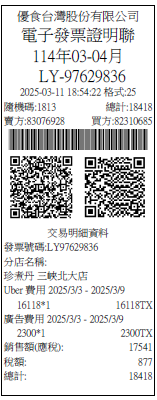 優食台灣股份有限公司
電子發票證明聯
114年03-04月
LY-97629836
2025-03-11 18:54:22 格式:25
隨機碼:1813 總計:18418
賣方:83076928 買方:82310685
交易明細資料
發票號碼:LY97629836
分店名稱:
珍煮丹 三峽北大店
Uber 費用 2025/3/3 - 2025/3/9
16118*1 16118TX
廣告費用 2025/3/3 - 2025/3/9
2300*1 2300TX
銷售額(應稅): 17541
稅額: 877
總計: 18418